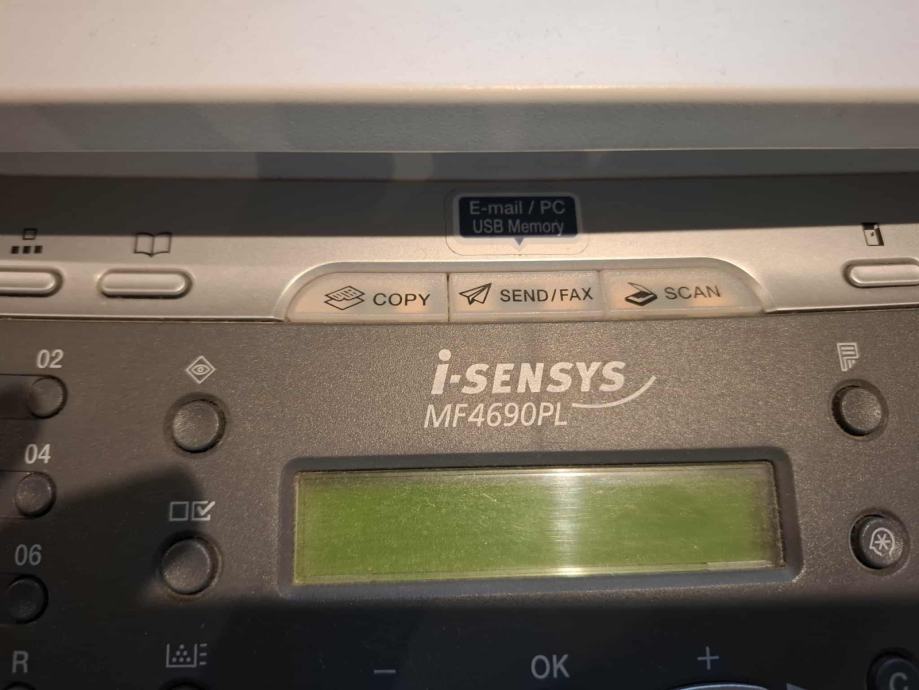 E-mail / PC
USB Memory
COPY
SEND/FAX
SCAN
i-SENSYS
MF4690PL
02
04
06
R
−
OK
+
C